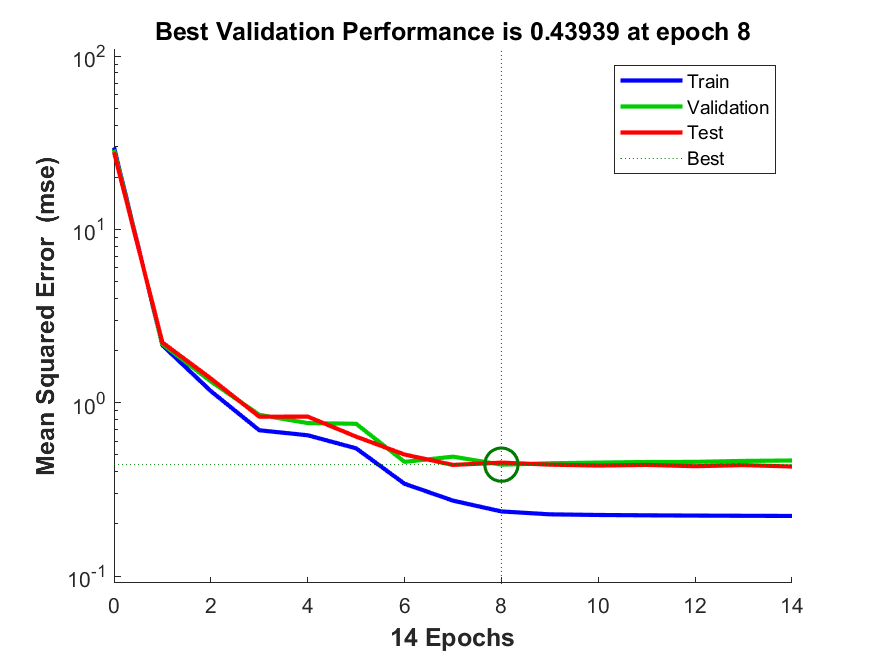 Best Validation Performance is 0.43939 at epoch 8
Mean Squared Error (mse)
10^2
10^1
10^0
10^-1
Train
Validation
Test
Best
0 2 4 6 8 10 12 14
14 Epochs